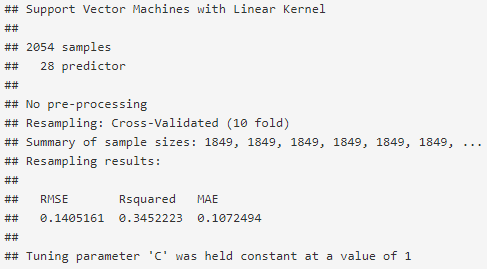 ## Support Vector Machines with Linear Kernel
##
## 2054 samples
##   28 predictor
##
## No pre-processing
## Resampling: Cross-Validated (10 fold)
## Summary of sample sizes: 1849, 1849, 1849, 1849, 1849, 1849, ...
## Resampling results:
##
##   RMSE       Rsquared   MAE
##   0.1405161  0.3452223  0.1072494
##
## Tuning parameter 'C' was held constant at a value of 1